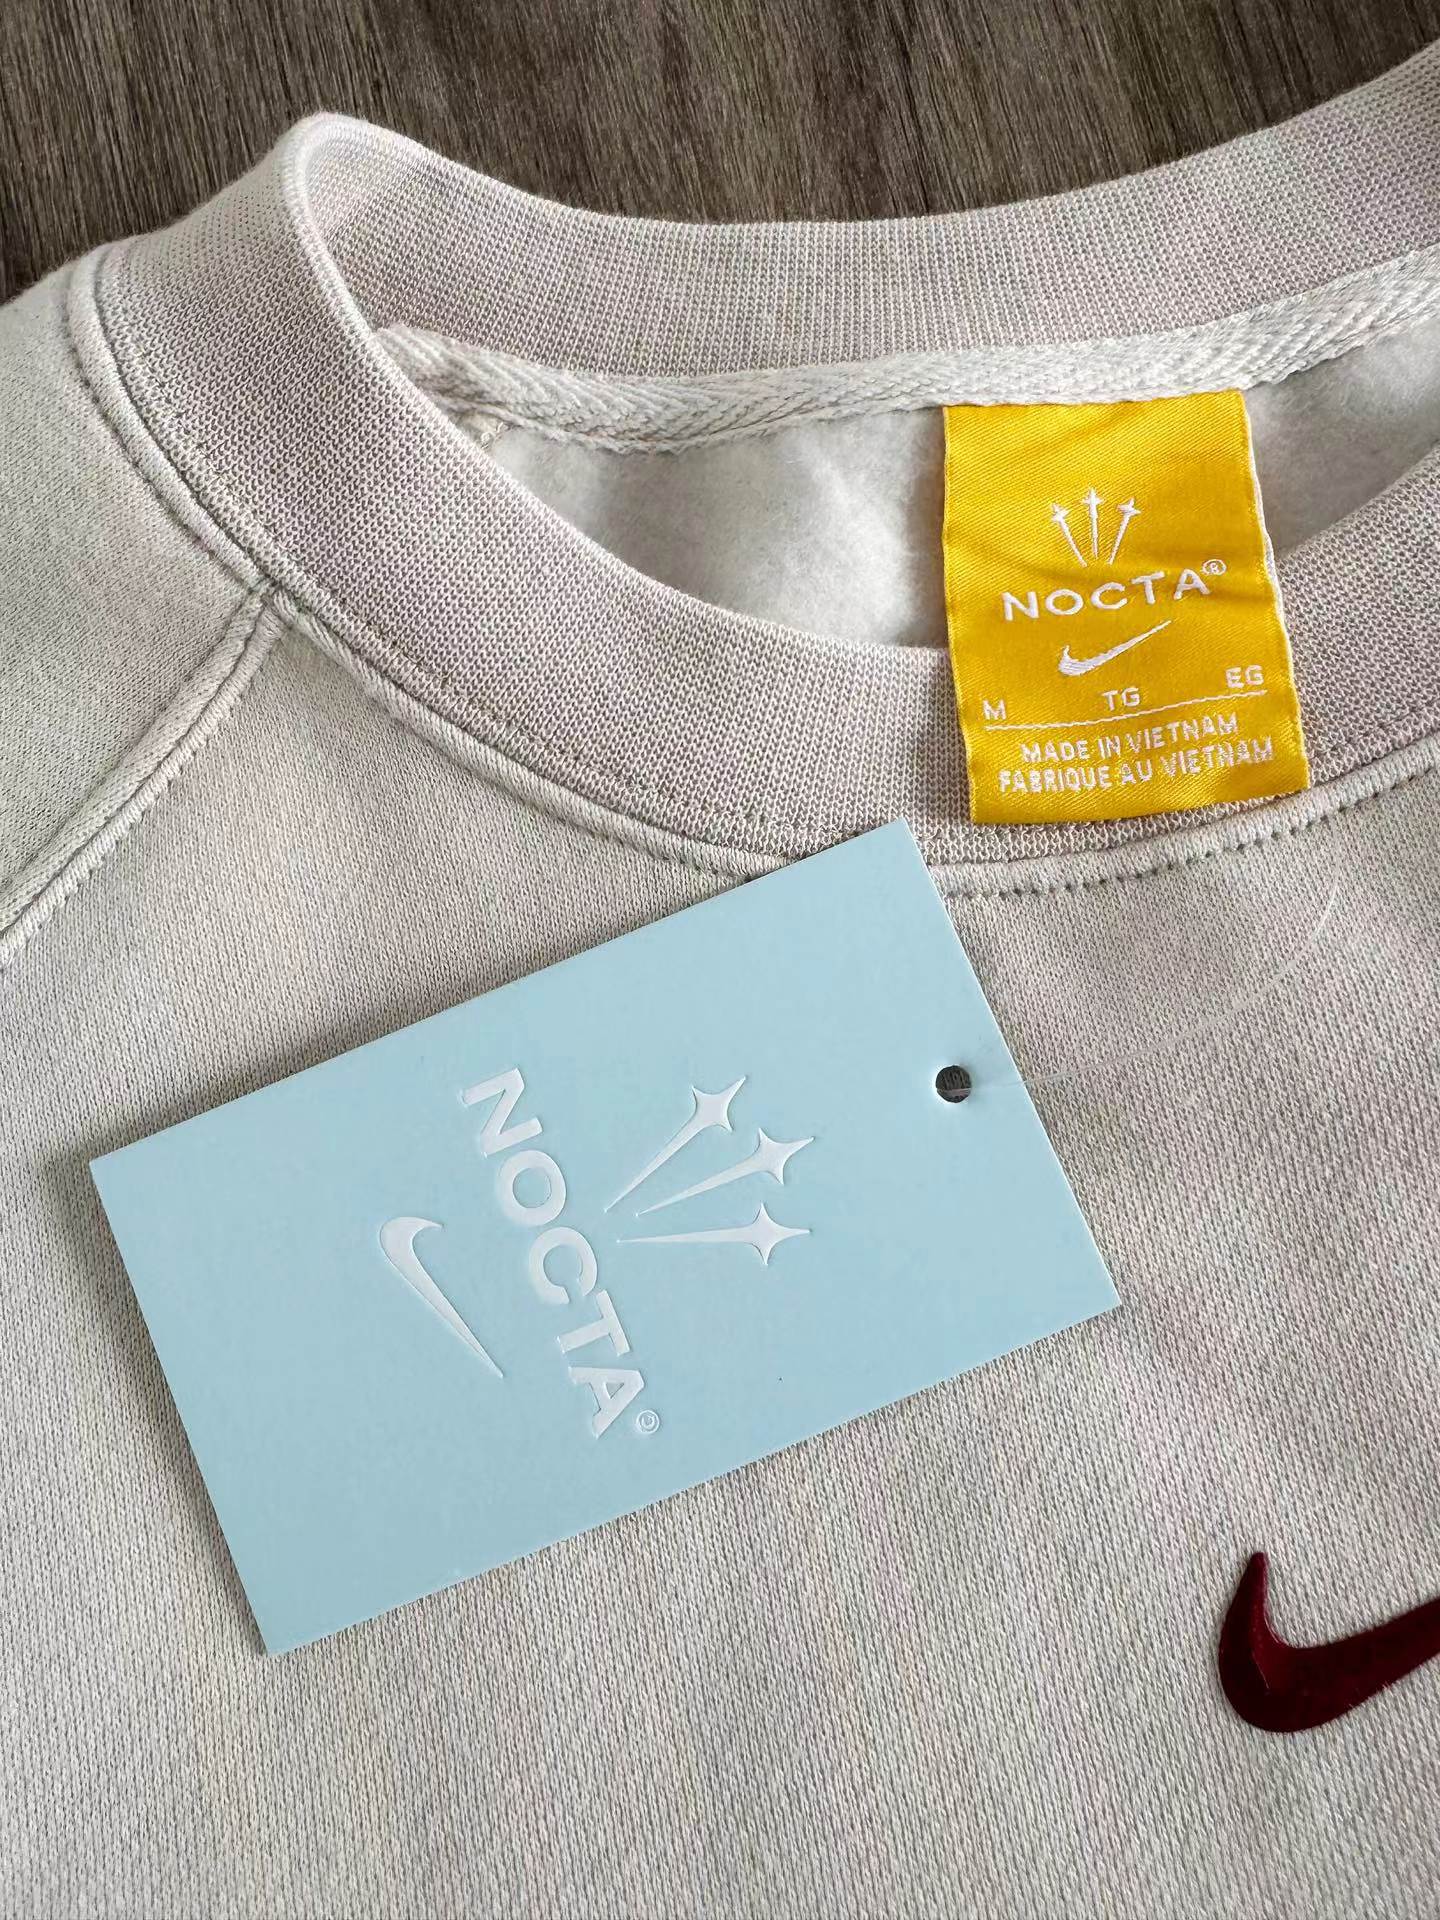 NOCTA®
M TG EG
MADE IN VIETNAM
FABRIQUE AU VIETNAM
NOCTA©